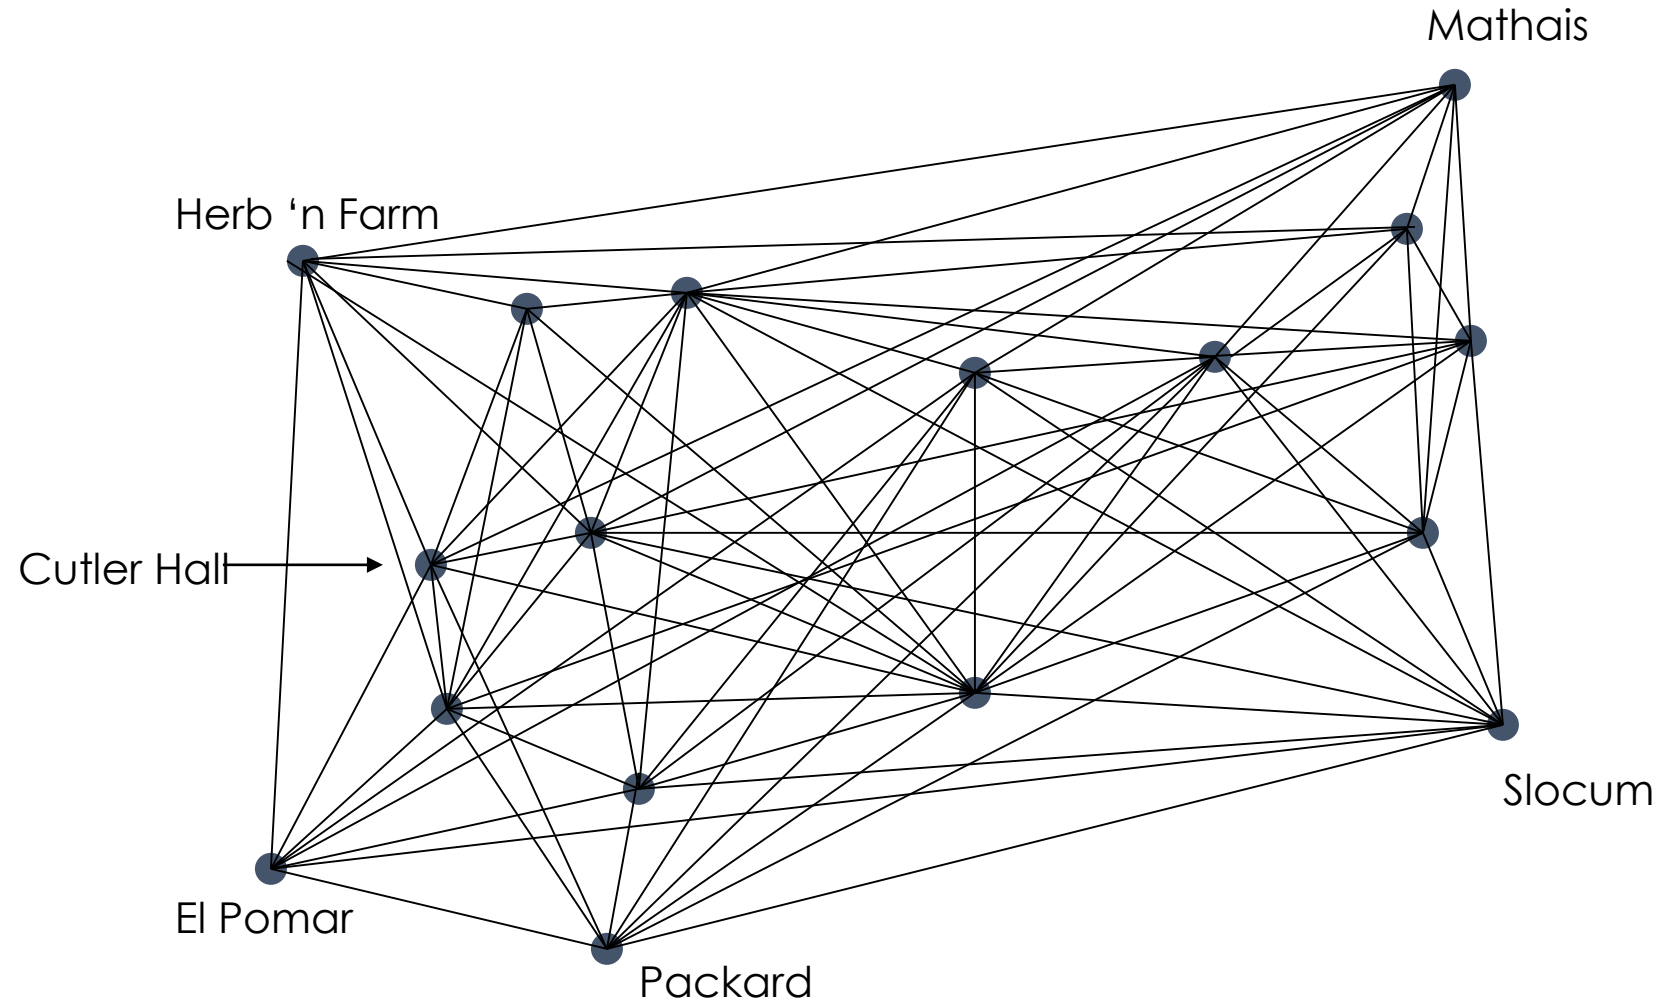 Mathais
Herb ‘n Farm
Cutler Hall
Slocum
El Pomar
Packard